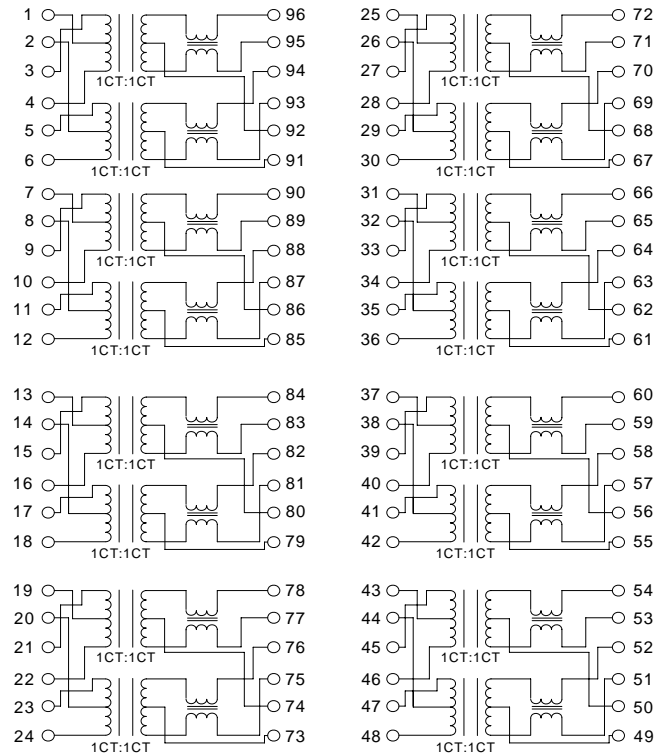 1 96 25 72
2 95 26 71
3 94 27 70
1CT:1CT 1CT:1CT
4 93 28 69
5 92 29 68
6 91 30 67
1CT:1CT 1CT:1CT
7 90 31 66
8 89 32 65
9 88 33 64
1CT:1CT 1CT:1CT
10 87 34 63
11 86 35 62
12 85 36 61
1CT:1CT 1CT:1CT
13 84 37 60
14 83 38 59
15 82 39 58
1CT:1CT 1CT:1CT
16 81 40 57
17 80 41 56
18 79 42 55
1CT:1CT 1CT:1CT
19 78 43 54
20 77 44 53
21 76 45 52
1CT:1CT 1CT:1CT
22 75 46 51
23 74 47 50
24 73 48 49
1CT:1CT 1CT:1CT